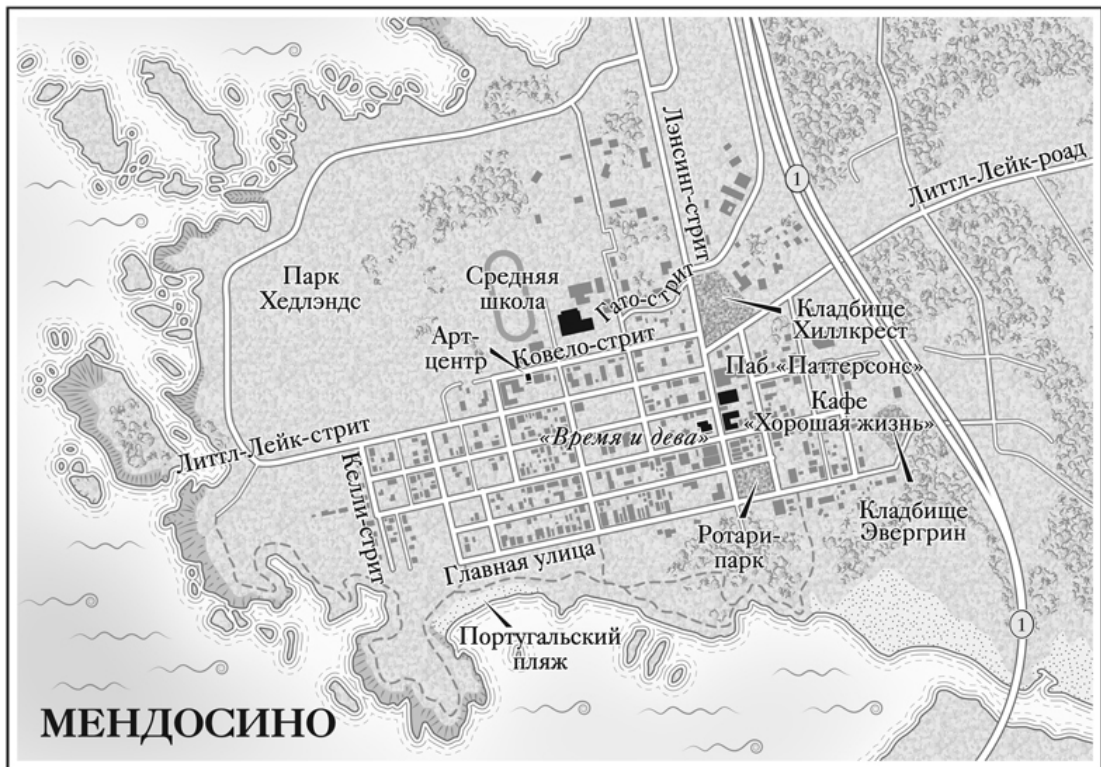 Лэнсинг-стрит
1
Литтл-Лейк-роад
Парк
Хедлэндс
Средняя
школа
Гато-стрит
Кладбище
Хиллкрест
Арт-
центр
Ковело-стрит
Паб «Паттерсонс»
Кафе
«Хорошая жизнь»
«Время и дева»
Литтл-Лейк-стрит
Келли-стрит
Кладбище
Эвергрин
Ротари-
парк
Главная улица
1
Португальский
пляж
МЕНДОСИНО